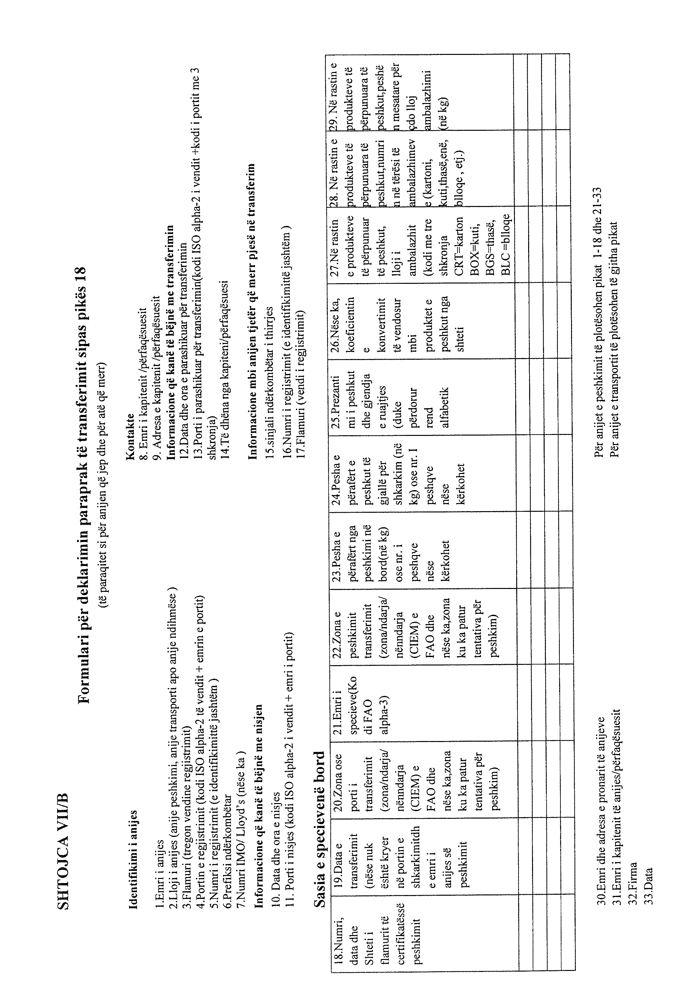 SHTOJCA VII/B
Formulari për deklarimin paraprak të transferimit sipas pikës 18
(të paraqitet si për anijen që jep dhe për atë që merr)
Identifikimi i anijes
1.Emri i anijes
2.Lloji i anijes (anije peshkimi, anije transporti apo anije ndihmëse )
3.Flamuri (tregon vendine regjistrimit)
4.Portin e regjistrimit (kodi ISO alpha-2 të vendit + emrin e portit)
5.Numri i regjistrimit (e identifikimittë jashtëm )
6.Prefiksi ndërkombëtar
7.Numri IMO/ Lloyd's (nëse ka )
Informacione që kanë të bëjnë me nisjen
10. Data dhe ora e nisjes
11. Porti i nisjes (kodi ISO alpha-2 i vendit + emri i portit)
Kontakte
8. Emri i kapitenit /përfaqësuesit
9. Adresa e kapitenit /përfaqësuesit
Informacione që kanë të bëjnë me transferimin
12.Data dhe ora e parashikuar për transferimin
13.Porti i parashikuar për transferimin(kodi ISO alpha-2 i vendit +kodi i portit me 3
shkronja)
14.Të dhëna nga kapiteni/përfaqësuesi
Informacione mbi anijen tjetër që merr pjesë në transferim
15.sinjali ndërkombëtar i thirrjes
16.Numri i regjistrimit (e identifikimittë jashtëm )
17.Flamuri (vendi i regjistrimit)
Sasia e specievenë bord
18.Numri,
data dhe
Shteti i
flamurit të
certifikatëssë
peshkimit
19.Data e
transferimit
(nëse nuk
është kryer
në portin e
shkarkimitdh
e emri i
anijes së
peshkimit
20.Zona ose
porti i
transferimit
(zona/ndarja/
nënndarja
(CIEM) e
FAO dhe
nëse ka,zona
ku ka patur
tentativa për
peshkim)
21.Emri i
specieve(Ko
di FAO
alpha-3)
22.Zona e
peshkimit
transferimit
(zona/ndarja/
nënndarja
(CIEM) e
FAO dhe
nëse ka,zona
ku ka patur
tentativa për
peshkim)
23.Pesha e
përafërt nga
peshkimi në
bord(në kg)
ose nr. i
peshqve
nëse
kërkohet
24.Pesha e
përafërt e
peshkut të
gjallë për
shkarkim (në
kg) ose nr. I
peshqve
nëse
kërkohet
25.Prezanti
mi i peshkut
dhe gjendja
e ruajtjes
(duke
përdorur
rend
alfabetik
26.Nëse ka,
koeficientin
e
konvertimit
të vendosur
mbi
produktet e
peshkut nga
shteti
27.Në rastin
e produkteve
të përpunuar
të peshkut,
lloji i
ambalazhit
(kodi me tre
shkronja
CRT=karton
BOX=kuti,
BGS=thasë,
BLC =blloqe
28. Në rastin e
produkteve të
përpunuara të
peshkut,numri
n në tërësi të
ambalazhimev
e (kartoni,
kuti,thasë,enë,
blloqe , etj.)
29. Në rastin e
produkteve të
përpunuara të
peshkut,peshë
n mesatare për
çdo lloj
ambalazhimi
(në kg)
30.Emri dhe adresa e pronarit të anijeve
31.Emri i kapitenit të anijes/përfaqësuesit
32.Firma
33.Data
Për anijet e peshkimit të plotësohen pikat 1-18 dhe 21-33
Për anijet e transportit të plotësohen të gjitha pikat